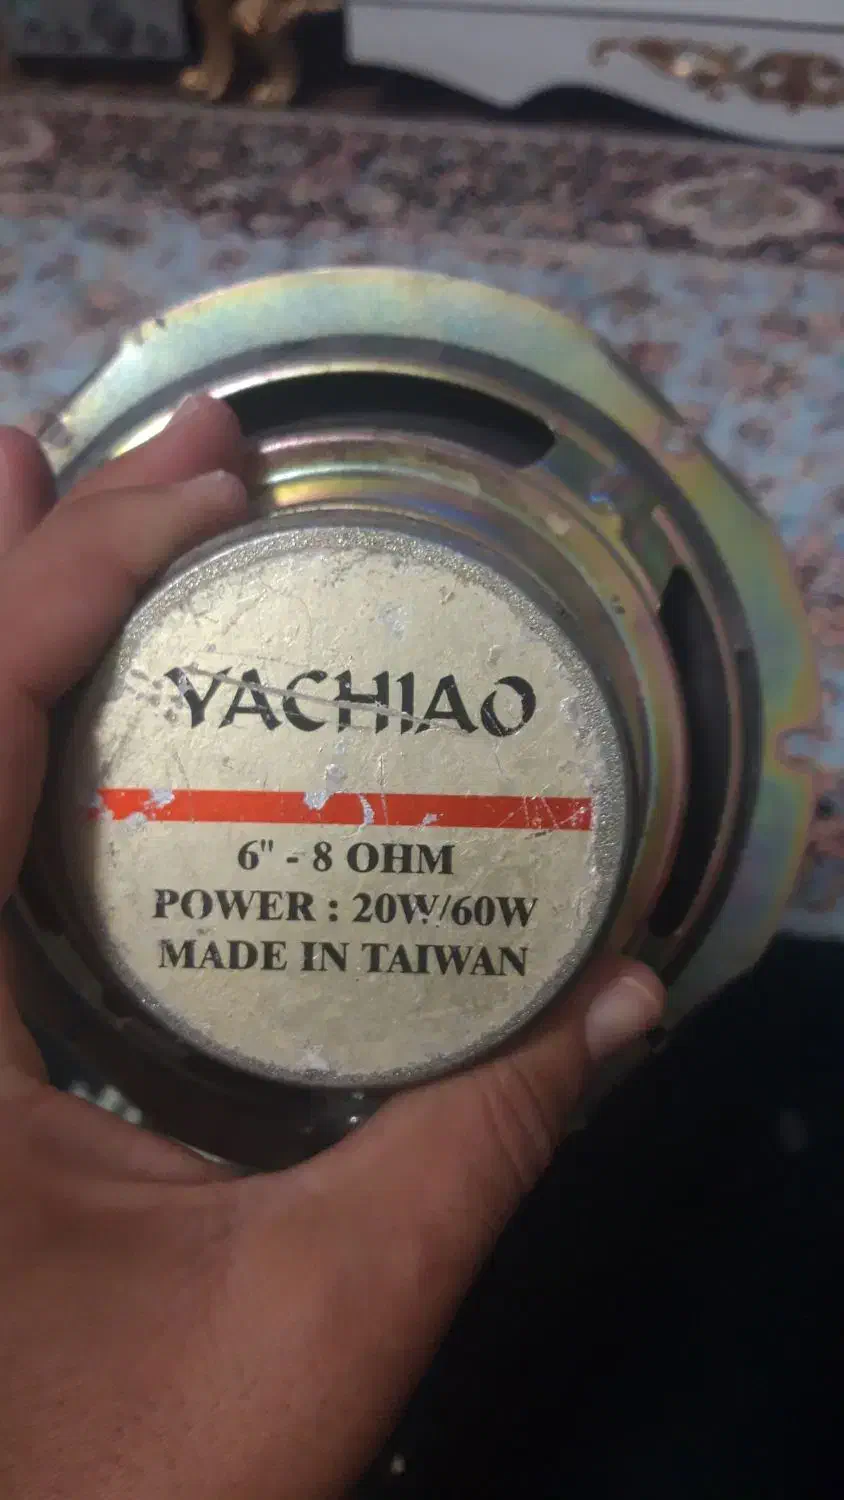 YACHIAO
6" - 8 OHM
POWER : 20W/60W
MADE IN TAIWAN